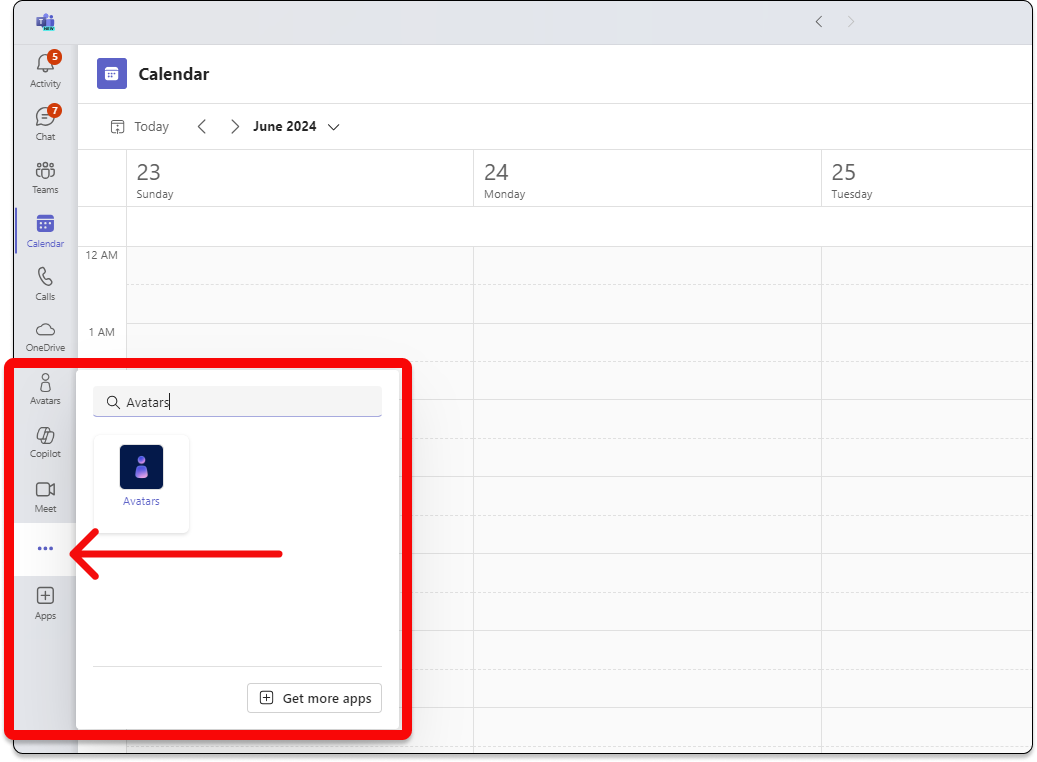 NEW
5
Activity
7
Chat
Teams
Calendar
Calls
OneDrive
Avatars
Copilot
Meet
Apps
Calendar
Today
June 2024
23
Sunday
24
Monday
25
Tuesday
12 AM
1 AM
Avatars
Avatars
Get more apps